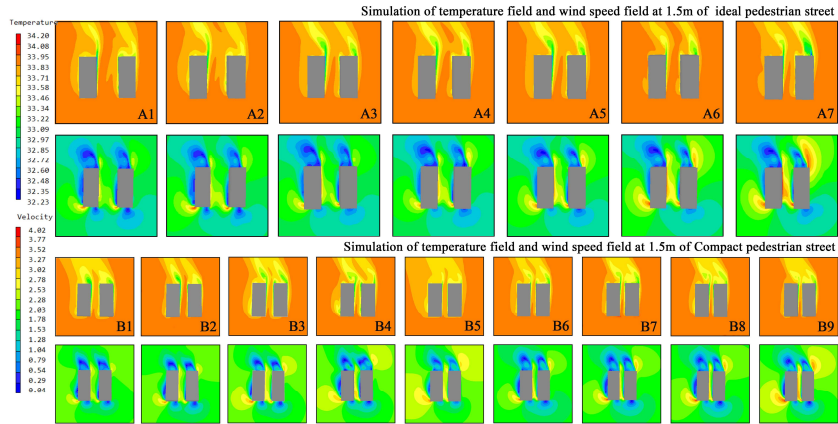 Simulation of temperature field and wind speed field at 1.5m of ideal pedestrian street
Temperature
34.20
34.08
33.95
33.83
33.71
33.58
33.46
33.34
33.22
33.09
32.97
32.85
32.72
32.60
32.48
32.35
32.23
A1
A2
A3
A4
A5
A6
A7
Velocity
4.02
3.77
3.52
3.27
3.02
2.77
2.53
2.28
2.03
1.78
1.53
1.28
1.04
0.79
0.54
0.29
0.04
Simulation of temperature field and wind speed field at 1.5m of Compact pedestrian street
B1
B2
B3
B4
B5
B6
B7
B8
B9